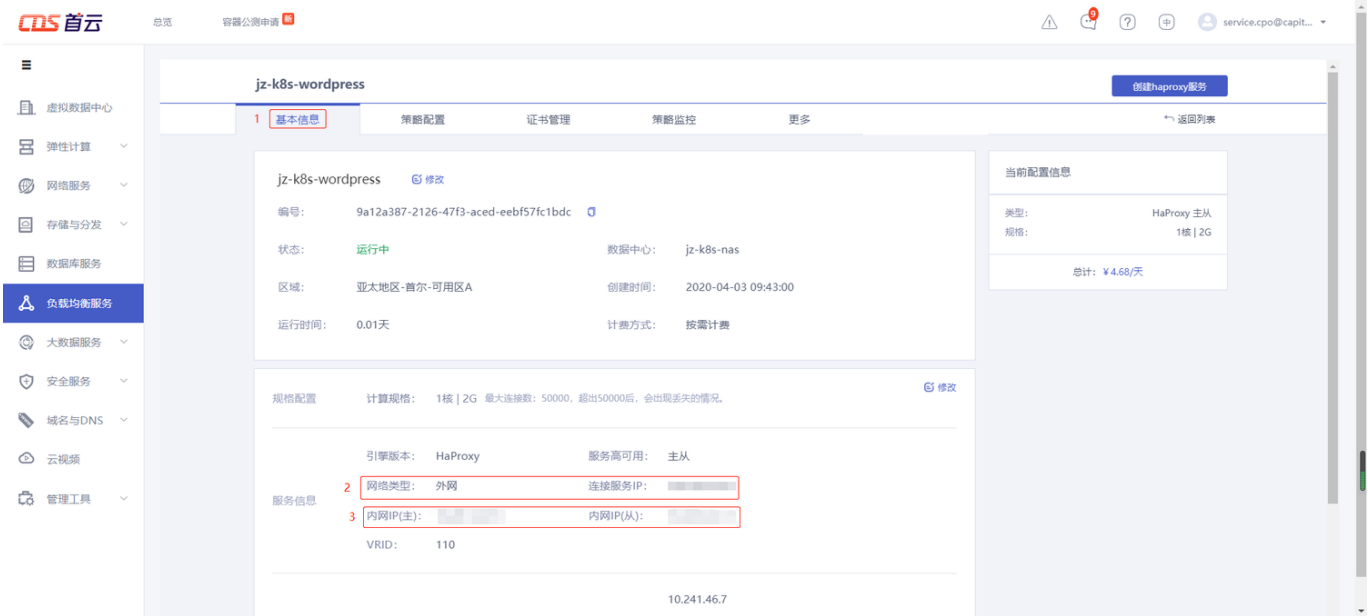 CDS首云 总览 容器公测申请 新 9 ? 中 service.cpo@capit...
虚拟数据中心
弹性计算
网络服务
存储与分发
数据库服务
负载均衡服务
大数据服务
安全服务
域名与DNS
云视频
管理工具
jz-k8s-wordpress 创建haproxy服务
1 基本信息 策略配置 证书管理 策略监控 更多 返回列表
jz-k8s-wordpress 修改
编号: 9a12a387-2126-47f3-aced-eebf57fc1bdc
状态: 运行中 数据中心: jz-k8s-nas
区域: 亚太地区-首尔-可用区A 创建时间: 2020-04-03 09:43:00
运行时间: 0.01天 计费方式: 按需计费
当前配置信息
类型: HaProxy 主从
规格: 1核 | 2G
总计: ¥4.68/天
规格配置 计算规格: 1核 | 2G 最大连接数: 50000, 超出50000后, 会出现丢失的情况。 修改
服务信息
引擎版本: HaProxy 服务高可用: 主从
2 网络类型: 外网 连接服务IP:
3 内网IP(主): 内网IP(从):
VRID: 110
10.241.46.7